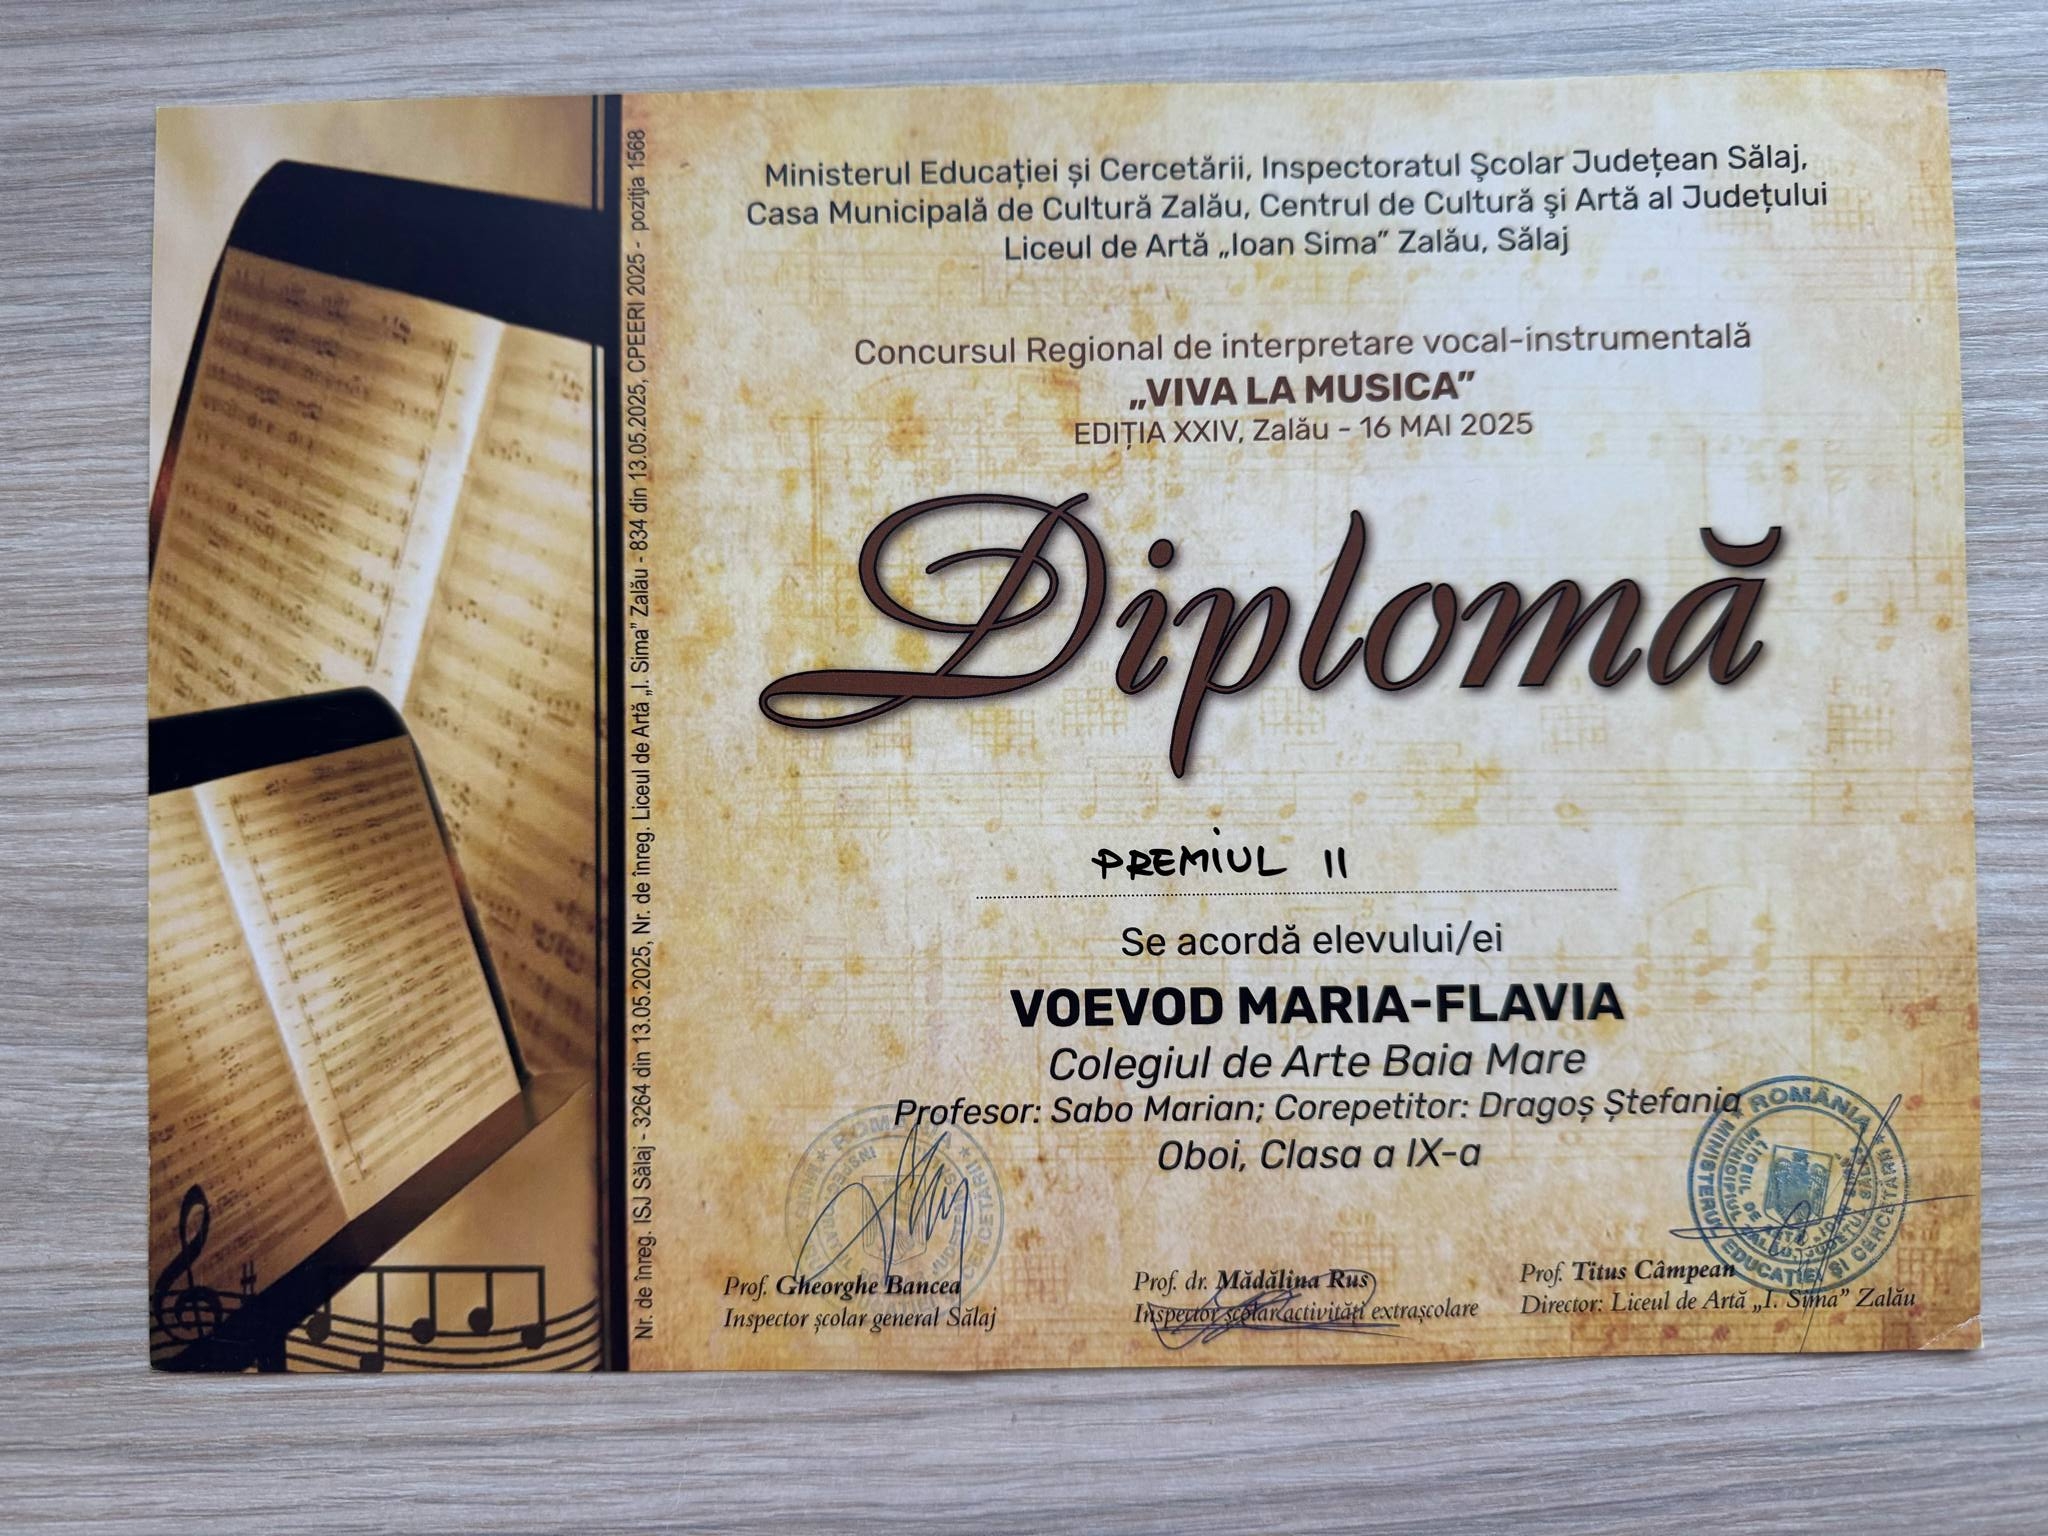 Ministerul Educației și Cercetării, Inspectoratul Şcolar Județean Sălaj,
Casa Municipală de Cultură Zalău, Centrul de Cultură şi Artă al Județului
Liceul de Artă „Ioan Sima” Zalău, Sălaj
Concursul Regional de interpretare vocal-instrumentală
„VIVA LA MUSICA”
EDIȚIA XXIV, Zalău - 16 MAI 2025
Diplomă
PREMIUL II
Se acordă elevului/ei
VOEVOD MARIA-FLAVIA
Colegiul de Arte Baia Mare
Profesor: Sabo Marian; Corepetitor: Dragoș Ștefania
Oboi, Clasa a IX-a
Prof. Gheorghe Bancea
Inspector școlar general Sălaj
Prof. dr. Mădălina Rus
Inspector școlar activități extrașcolare
Prof. Titus Câmpean
Director: Liceul de Artă „I. Sima” Zalău
Nr. de înreg. ISJ Sălaj - 3264 din 13.05.2025, Nr. de înreg. Liceul de Artă „I. Sima” Zalău - 834 din 13.05.2025, CPEERI 2025 - poziția 1568
ROMÂNIA
MINISTERUL EDUCAȚIEI ȘI CERCETĂRII